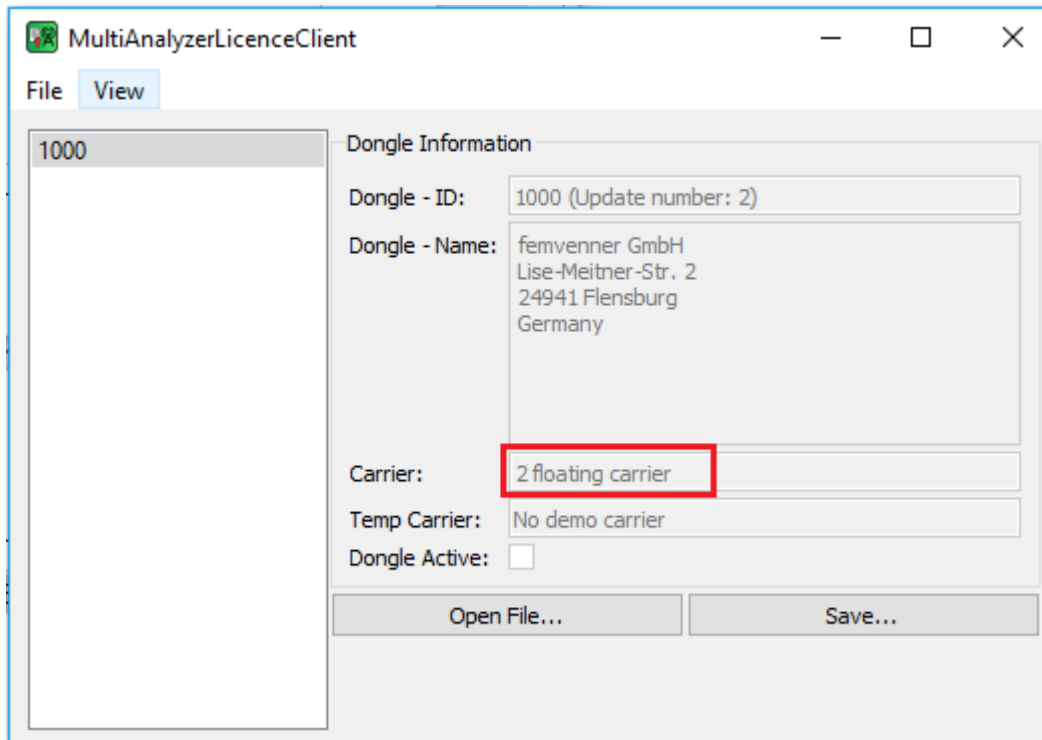 MultiAnalyzerLicenceClient
File View
1000
Dongle Information
Dongle - ID: 1000 (Update number: 2)
Dongle - Name: femvenner GmbH
Lise-Meitner-Str. 2
24941 Flensburg
Germany
Carrier: 2 floating carrier
Temp Carrier: No demo carrier
Dongle Active:
Open File... Save...